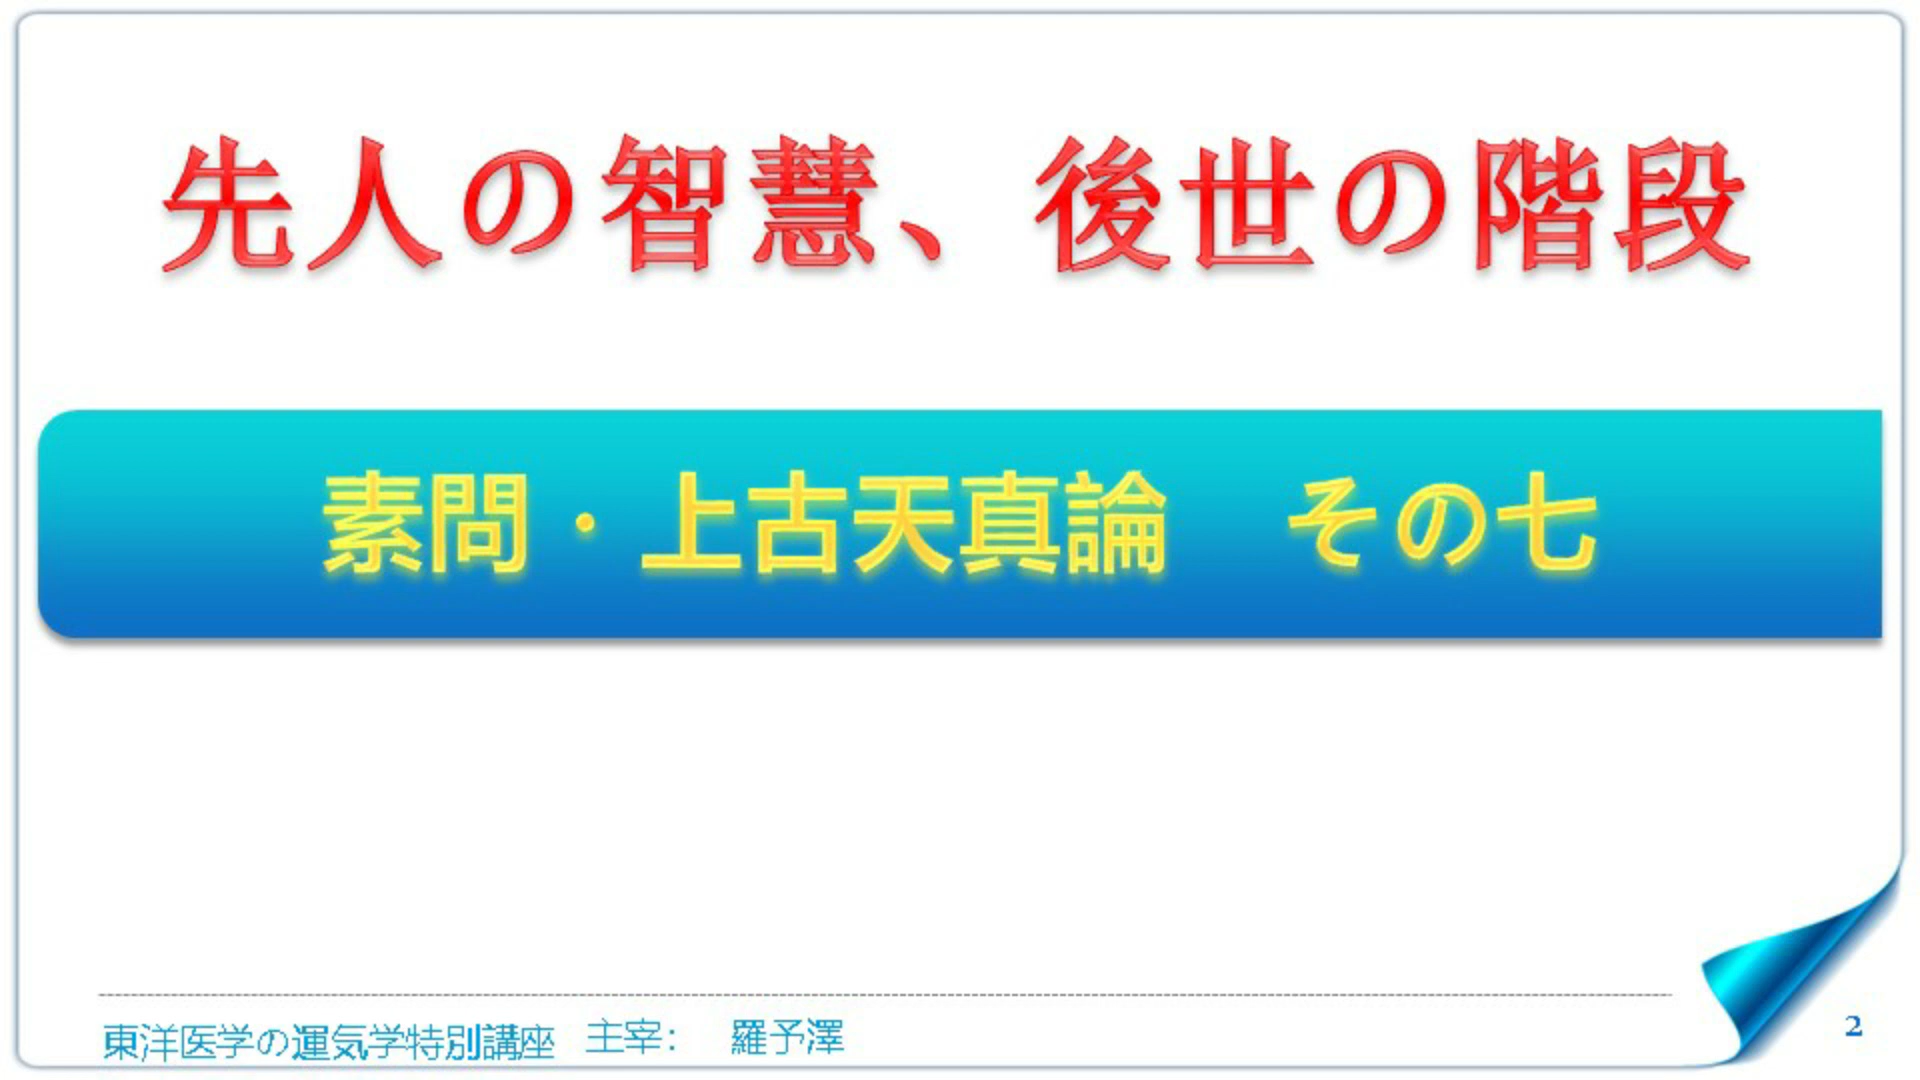 先人の智慧、後世の階段
素問・上古天真論　その七
東洋医学の運気学特別講座　主宰：　羅予澤
2